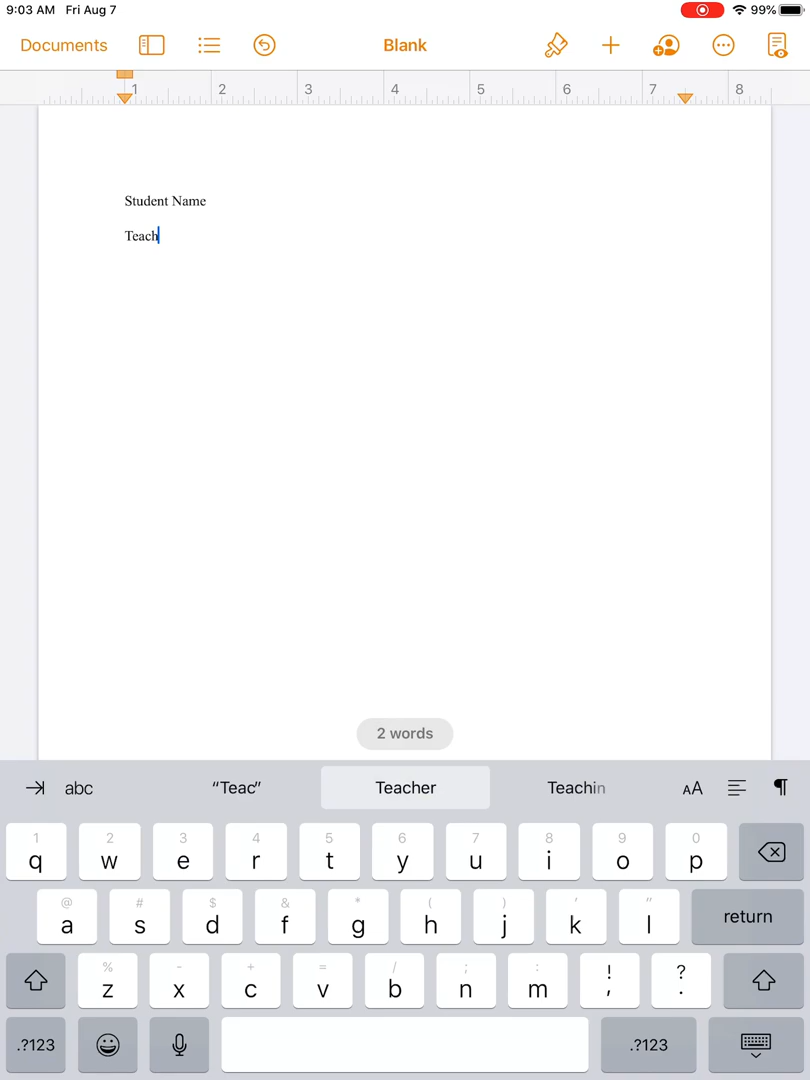 9:03 AM Fri Aug 7 99%
Documents Blank
1 2 3 4 5 6 7 8
Student Name
Teach
2 words
abc “Teac” Teacher Teachin AA ¶
1 2 3 4 5 6 7 8 9 0
q w e r t y u i o p
@ # $ & * ( ) ' "
a s d f g h j k l return
% - + = / ; : ! ?
z x c v b n m , .
.?123 .?123